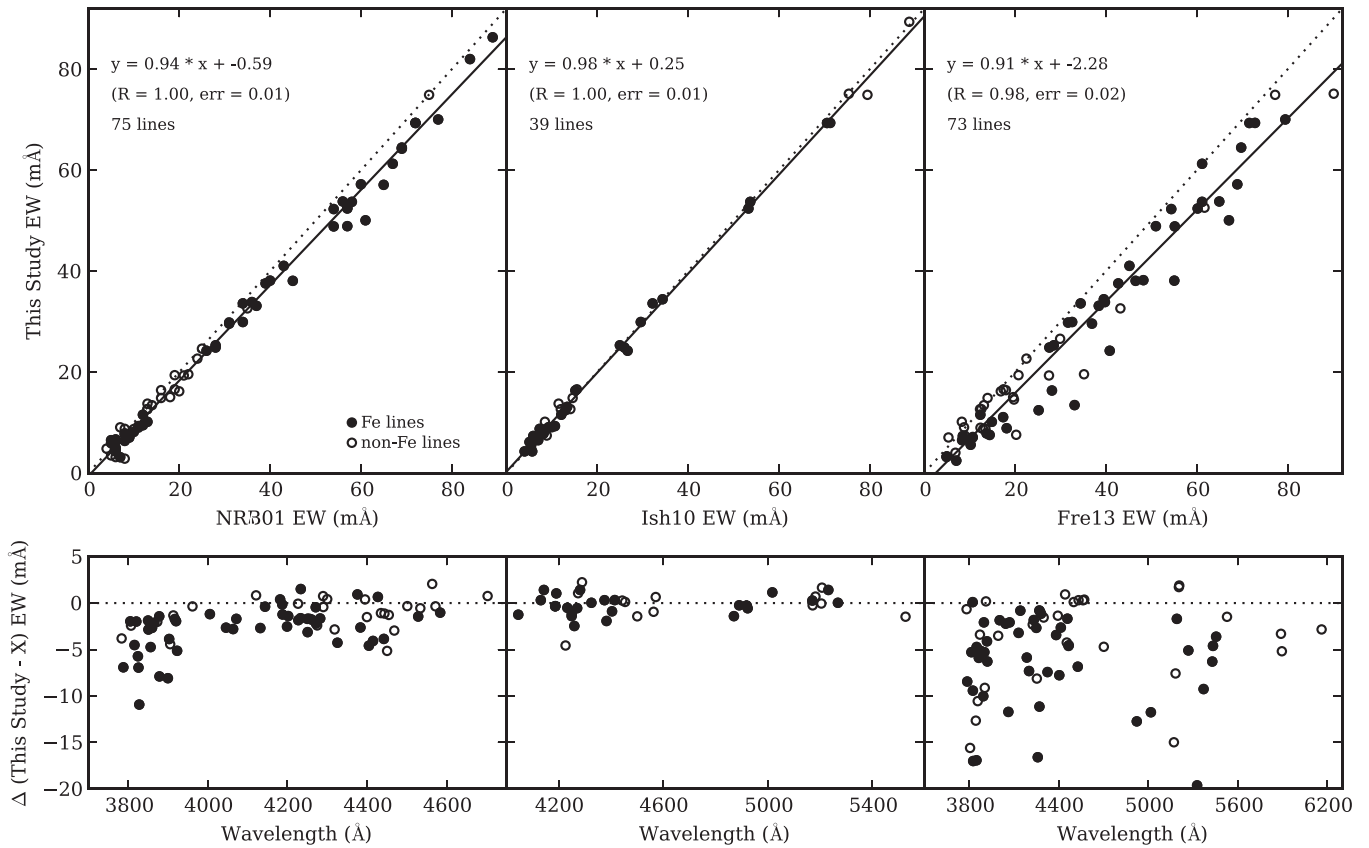 y = 0.94 * x + -0.59
(R = 1.00, err = 0.01)
75 lines
y = 0.98 * x + 0.25
(R = 1.00, err = 0.01)
39 lines
y = 0.91 * x + -2.28
(R = 0.98, err = 0.02)
73 lines
This Study EW (mÅ)
80
60
40
20
0
Fe lines
non-Fe lines
0 20 40 60 80
0 20 40 60 80
0 20 40 60 80
EW (mÅ)
Ish10 EW (mÅ)
Fre13 EW (mÅ)
Δ (This Study - X) EW (mÅ)
5
0
−5
−10
−15
−20
3800 4000 4200 4400 4600
4200 4600 5000 5400
3800 4400 5000 5600 6200
Wavelength (Å)
Wavelength (Å)
Wavelength (Å)